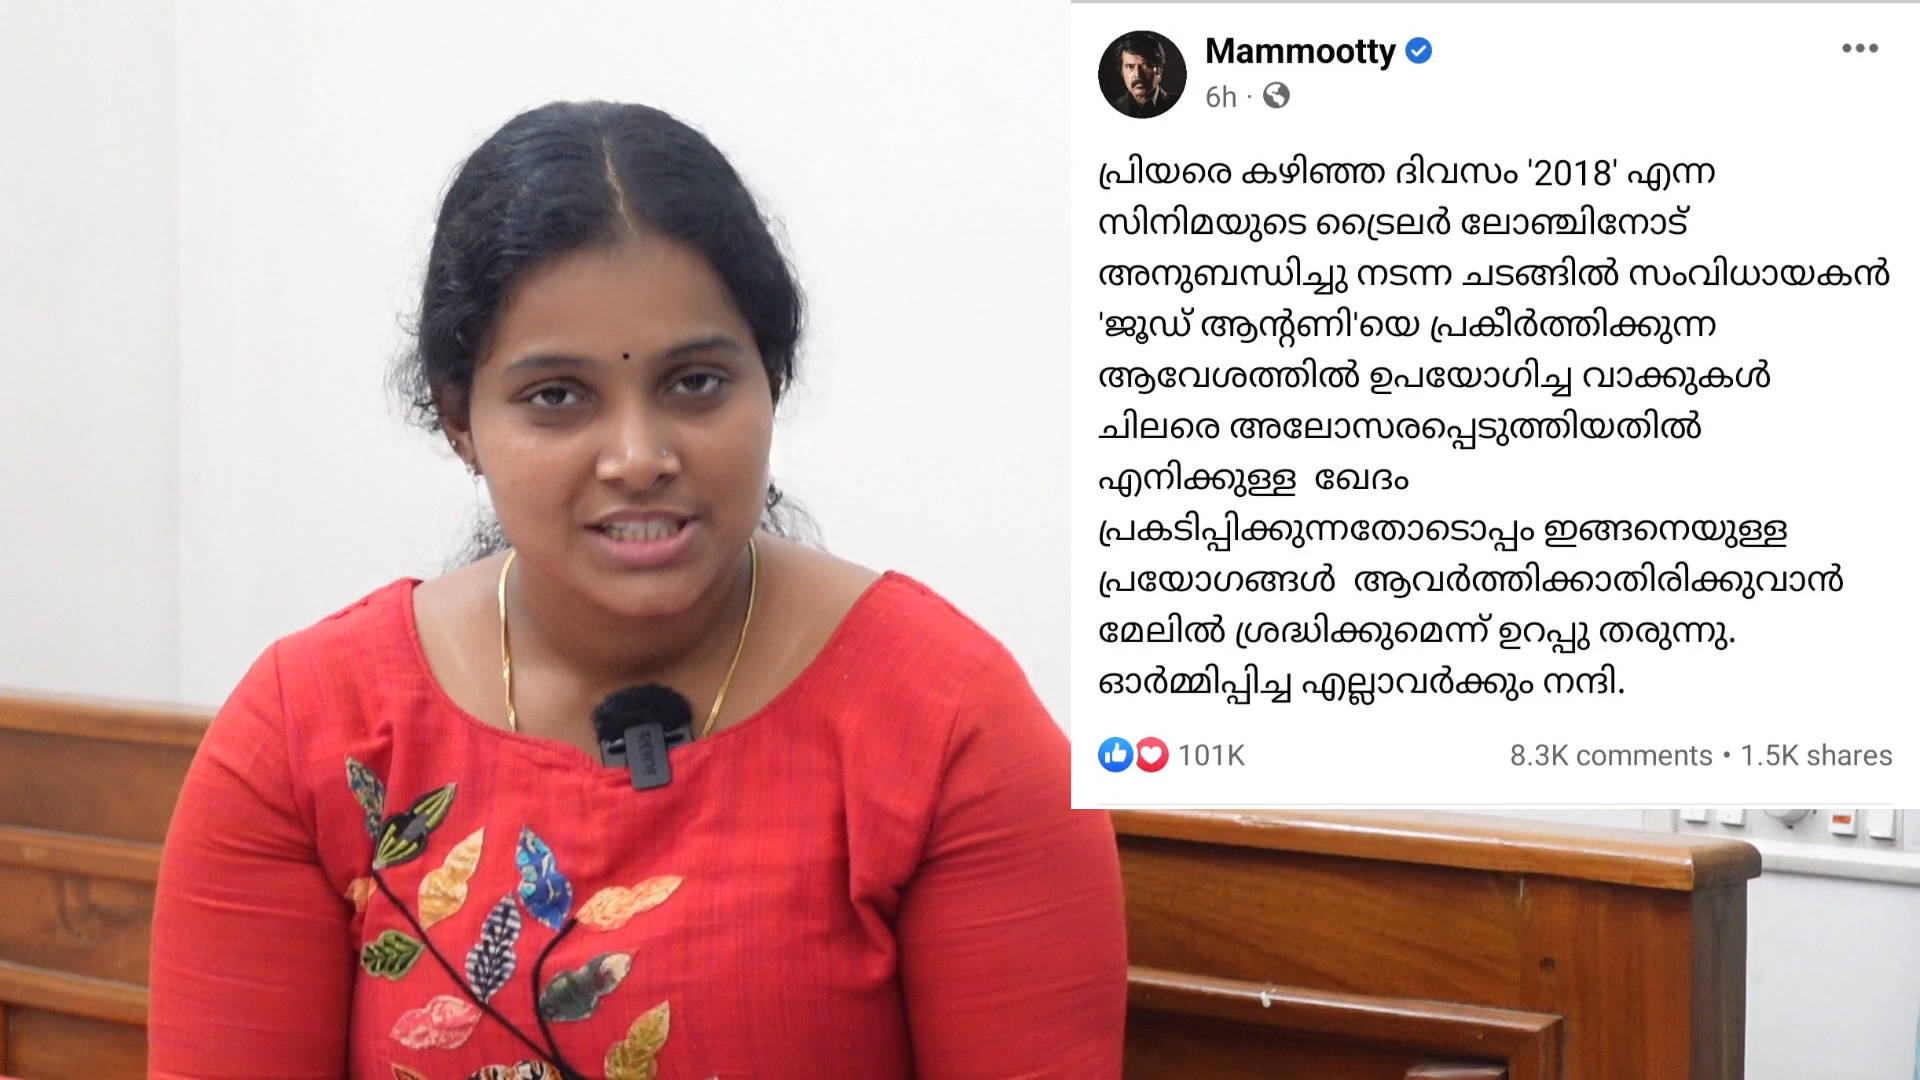 Mammootty
6h ·
പ്രിയരെ കഴിഞ്ഞ ദിവസം '2018' എന്ന
സിനിമയുടെ ട്രൈലർ ലോഞ്ചിനോട്
അനുബന്ധിച്ചു നടന്ന ചടങ്ങിൽ സംവിധായകൻ
'ജൂഡ് ആന്റണി'യെ പ്രകീർത്തിക്കുന്ന
ആവേശത്തിൽ ഉപയോഗിച്ച വാക്കുകൾ
ചിലരെ അലോസരപ്പെടുത്തിയതിൽ
എനിക്കുള്ള  ഖേദം
പ്രകടിപ്പിക്കുന്നതോടൊപ്പം ഇങ്ങനെയുള്ള
പ്രയോഗങ്ങൾ  ആവർത്തിക്കാതിരിക്കുവാൻ
മേലിൽ ശ്രദ്ധിക്കുമെന്ന് ഉറപ്പു തരുന്നു.
ഓർമ്മിപ്പിച്ച എല്ലാവർക്കും നന്ദി.
101K
8.3K comments • 1.5K shares
RODE